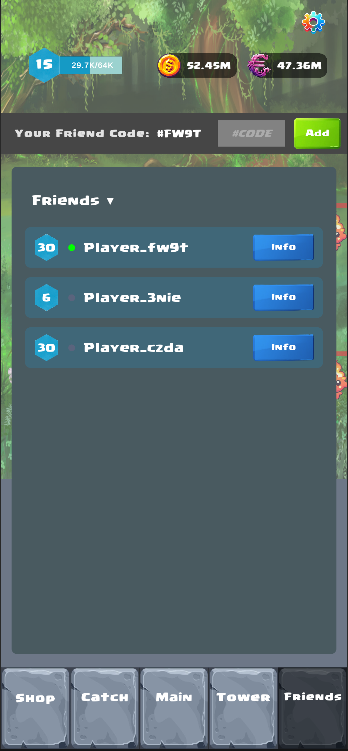 15 29.7K/64K 52.45M 47.36M
Your Friend Code: #FW9T #CODE Add
Friends ▼
30 Player_fw9t Info
6 Player_3nie Info
30 Player_czda Info
Shop Catch Main Tower Friends